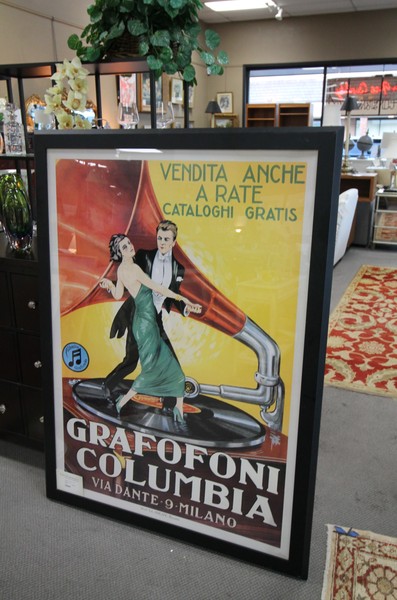 VENDITA ANCHE
A RATE
CATALOGHI GRATIS
GRAFOFONI
COLUMBIA
VIA DANTE · 9 · MILANO